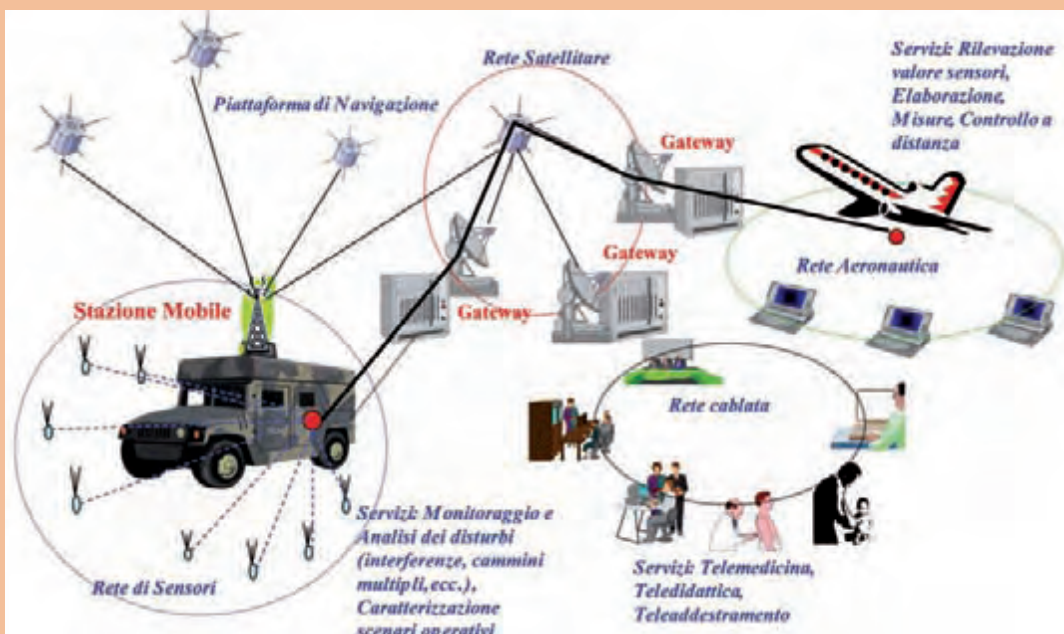 Rete Satellitare
Piattaforma di Navigazione
Servizi: Rilevazione
valore sensori,
Elaborazione,
Misure, Controllo a
distanza
Gateway
Gateway
Gateway
Rete Aeronautica
Stazione Mobile
Rete cablata
Rete di Sensori
Servizi: Monitoraggio e
Analisi dei disturbi
(interferenze, cammini
multipli, ecc.),
Caratterizzazione
scenari operativi
Servizi: Telemedicina,
Teledidattica,
Teleaddestramento